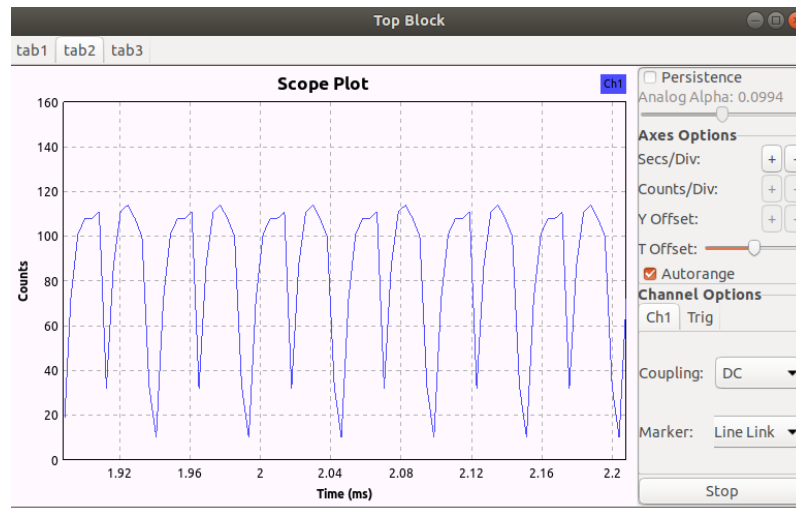 Top Block
tab1 tab2 tab3
Scope Plot
Ch1
160
140
120
100
80
60
40
20
0
Counts
1.92 1.96 2 2.04 2.08 2.12 2.16 2.2
Time (ms)
Persistence
Analog Alpha: 0.0994
Axes Options
Secs/Div: + -
Counts/Div: + -
Y Offset: + -
T Offset:
Autorange
Channel Options
Ch1 Trig
Coupling: DC
Marker: Line Link
Stop